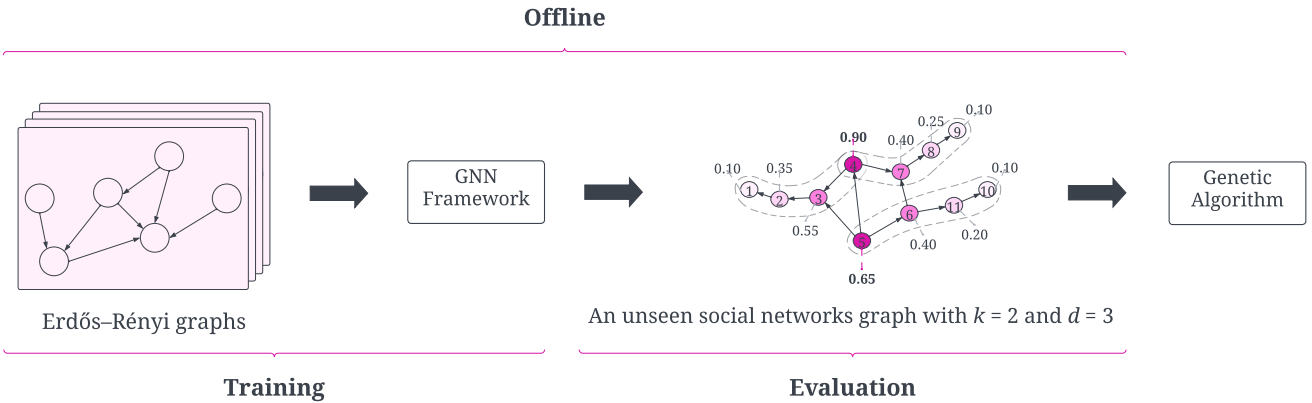 Offline
GNN
Framework
0.10
0.35
0.90
0.40
0.25
0.10
0.10
1
2
3
4
7
8
9
10
11
6
5
0.55
0.40
0.20
0.65
Genetic
Algorithm
Erdős–Rényi graphs
An unseen social networks graph with k = 2 and d = 3
Training
Evaluation